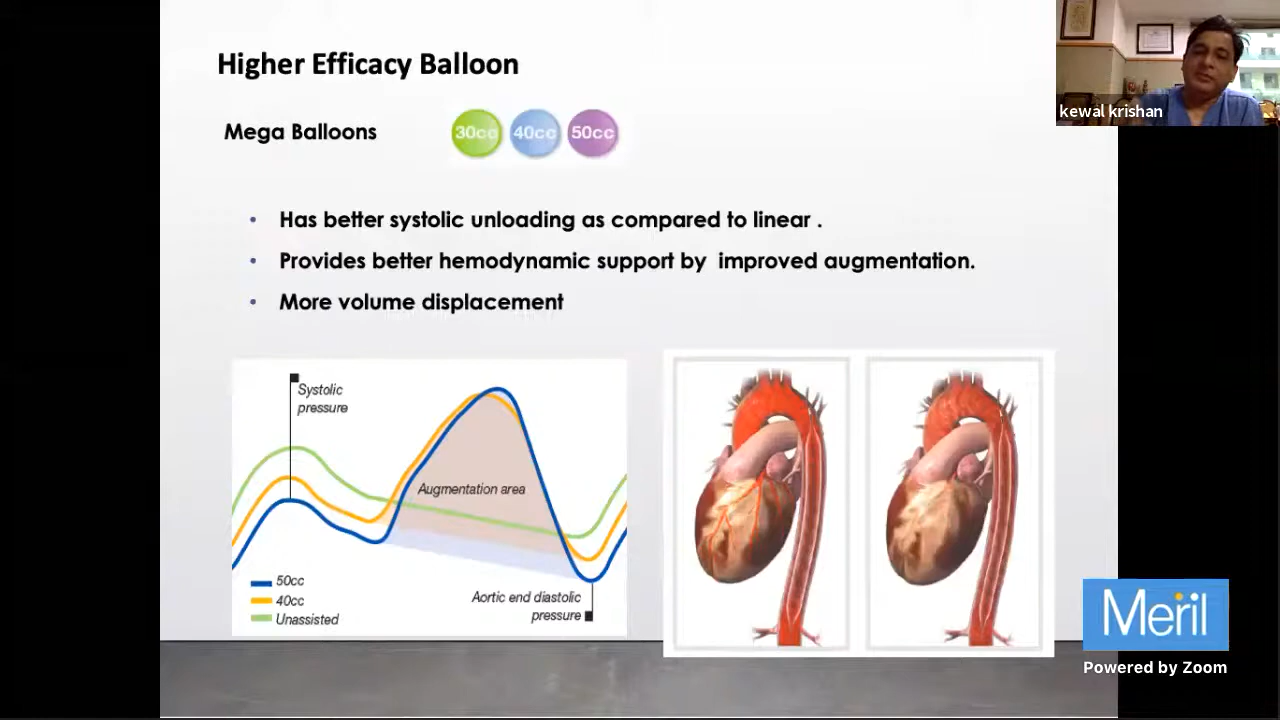 Higher Efficacy Balloon
kewal krishan
Mega Balloons
30cc 40cc 50cc
• Has better systolic unloading as compared to linear .
• Provides better hemodynamic support by improved augmentation.
• More volume displacement
Systolic
pressure
Augmentation area
50cc
40cc
Unassisted
Aortic end diastolic
pressure
Meril
Powered by Zoom